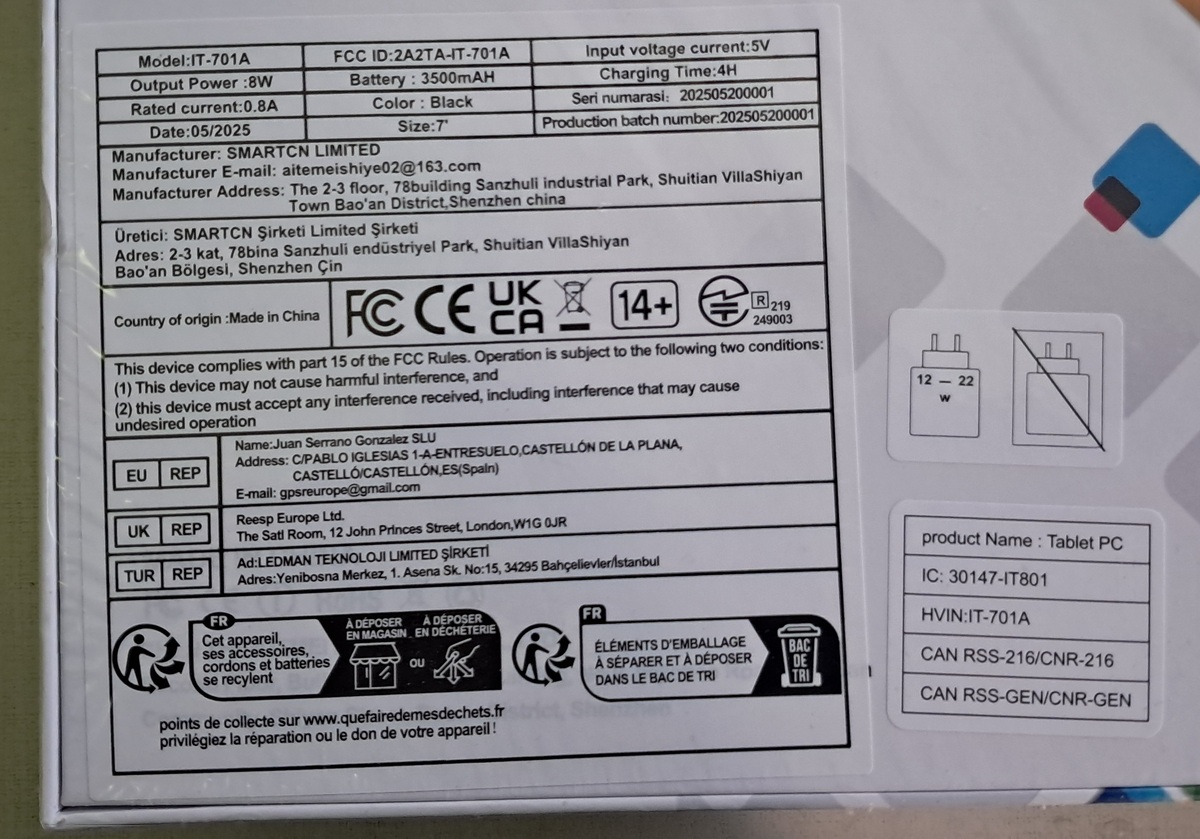 Model:IT-701A
FCC ID:2A2TA-IT-701A
Input voltage current:5V
Output Power :8W
Battery : 3500mAH
Charging Time:4H
Rated current:0.8A
Color : Black
Seri numarasi: 202505200001
Date:05/2025
Size:7'
Production batch number:202505200001
Manufacturer: SMARTCN LIMITED
Manufacturer E-mail: aitemeishiye02@163.com
Manufacturer Address: The 2-3 floor, 78building Sanzhuli industrial Park, Shuitian VillaShiyan
Town Bao'an District,Shenzhen china
Üretici: SMARTCN Şirketi Limited Şirketi
Adres: 2-3 kat, 78bina Sanzhuli endüstriyel Park, Shuitian VillaShiyan
Bao'an Bölgesi, Shenzhen Çin
Country of origin :Made in China
FC CE UK
CA
14+
R 219
249003
This device complies with part 15 of the FCC Rules. Operation is subject to the following two conditions:
(1) This device may not cause harmful interference, and
(2) this device must accept any interference received, including interference that may cause
undesired operation
EU REP
Name:Juan Serrano Gonzalez SLU
Address: C/PABLO IGLESIAS 1-A-ENTRESUELO,CASTELLÓN DE LA PLANA,
CASTELLÓ/CASTELLÓN,ES(Spain)
E-mail: gpsreurope@gmail.com
UK REP
Reesp Europe Ltd.
The Satl Room, 12 John Princes Street, London,W1G 0JR
TUR REP
Ad:LEDMAN TEKNOLOJI LIMITED ŞİRKETİ
Adres:Yenibosna Merkez, 1. Asena Sk. No:15, 34295 Bahçelievler/İstanbul
FR
Cet appareil,
ses accessoires,
cordons et batteries
se recyclent
À DÉPOSER
EN MAGASIN
OU
À DÉPOSER
EN DÉCHÈTERIE
FR
ÉLÉMENTS D'EMBALLAGE
À SÉPARER ET À DÉPOSER
DANS LE BAC DE TRI
BAC
DE
TRI
points de collecte sur www.quefairedemesdechets.fr
privilégiez la réparation ou le don de votre appareil !
12 – 22
w
product Name : Tablet PC
IC: 30147-IT801
HVIN:IT-701A
CAN RSS-216/CNR-216
CAN RSS-GEN/CNR-GEN